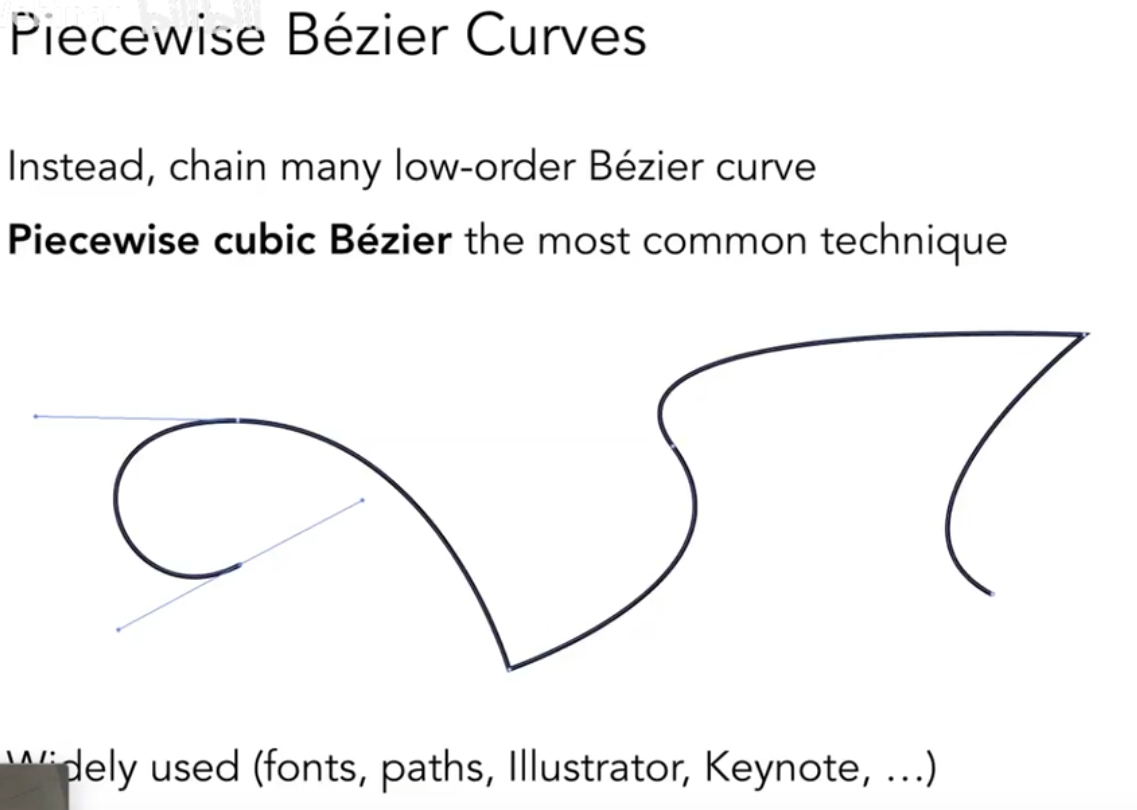 Piecewise Bézier Curves
Instead, chain many low-order Bézier curve
Piecewise cubic Bézier the most common technique
Widely used (fonts, paths, Illustrator, Keynote, …)